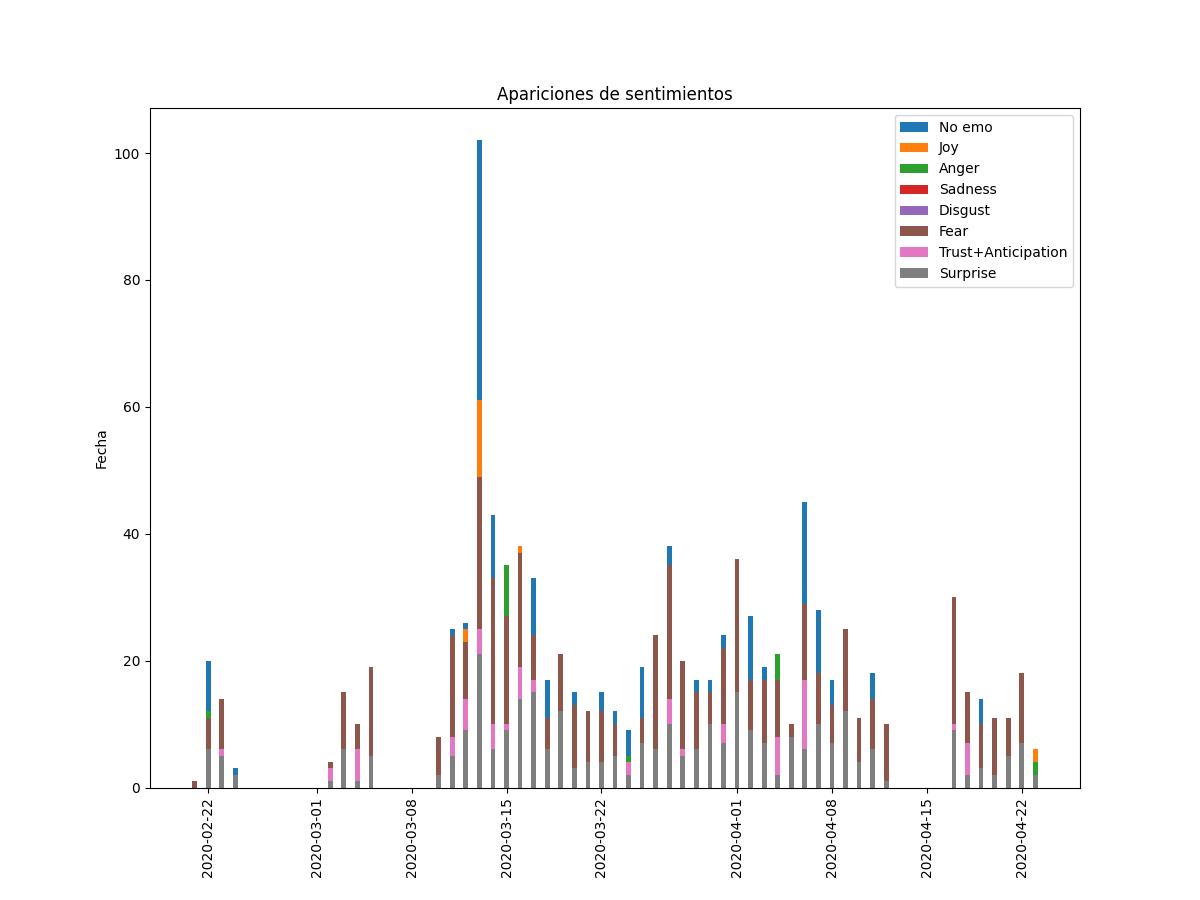 Apariciones de sentimientos
No emo
Joy
Anger
Sadness
Disgust
Fear
Trust+Anticipation
Surprise
100
80
60
40
20
0
Fecha
2020-02-22
2020-03-01
2020-03-08
2020-03-15
2020-03-22
2020-04-01
2020-04-08
2020-04-15
2020-04-22